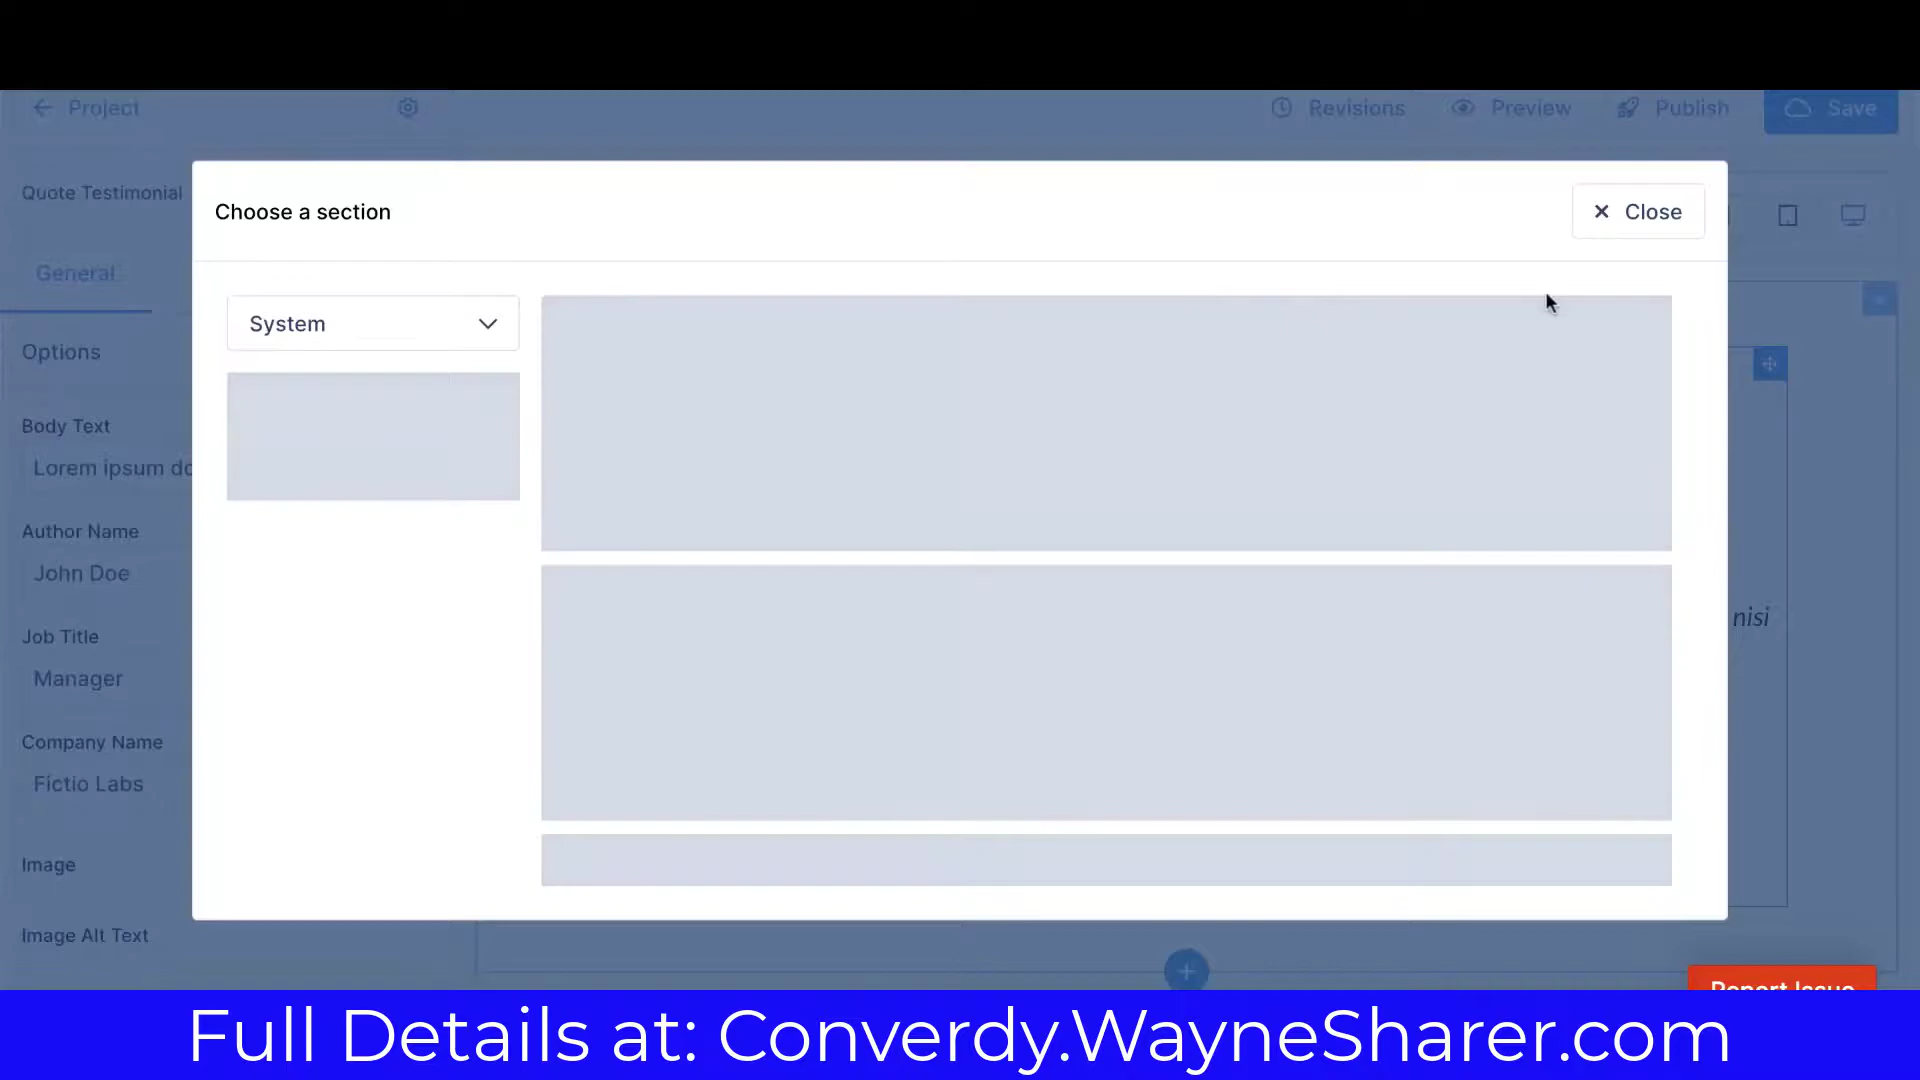 Project
Revisions
Preview
Publish
Save
Quote Testimonial
Choose a section
Close
General
System
Options
Body Text
Lorem ipsum do
Author Name
John Doe
nisi
Job Title
Manager
Company Name
Fictio Labs
Image
Image Alt Text
Report Issue
Full Details at: Converdy.WayneSharer.com